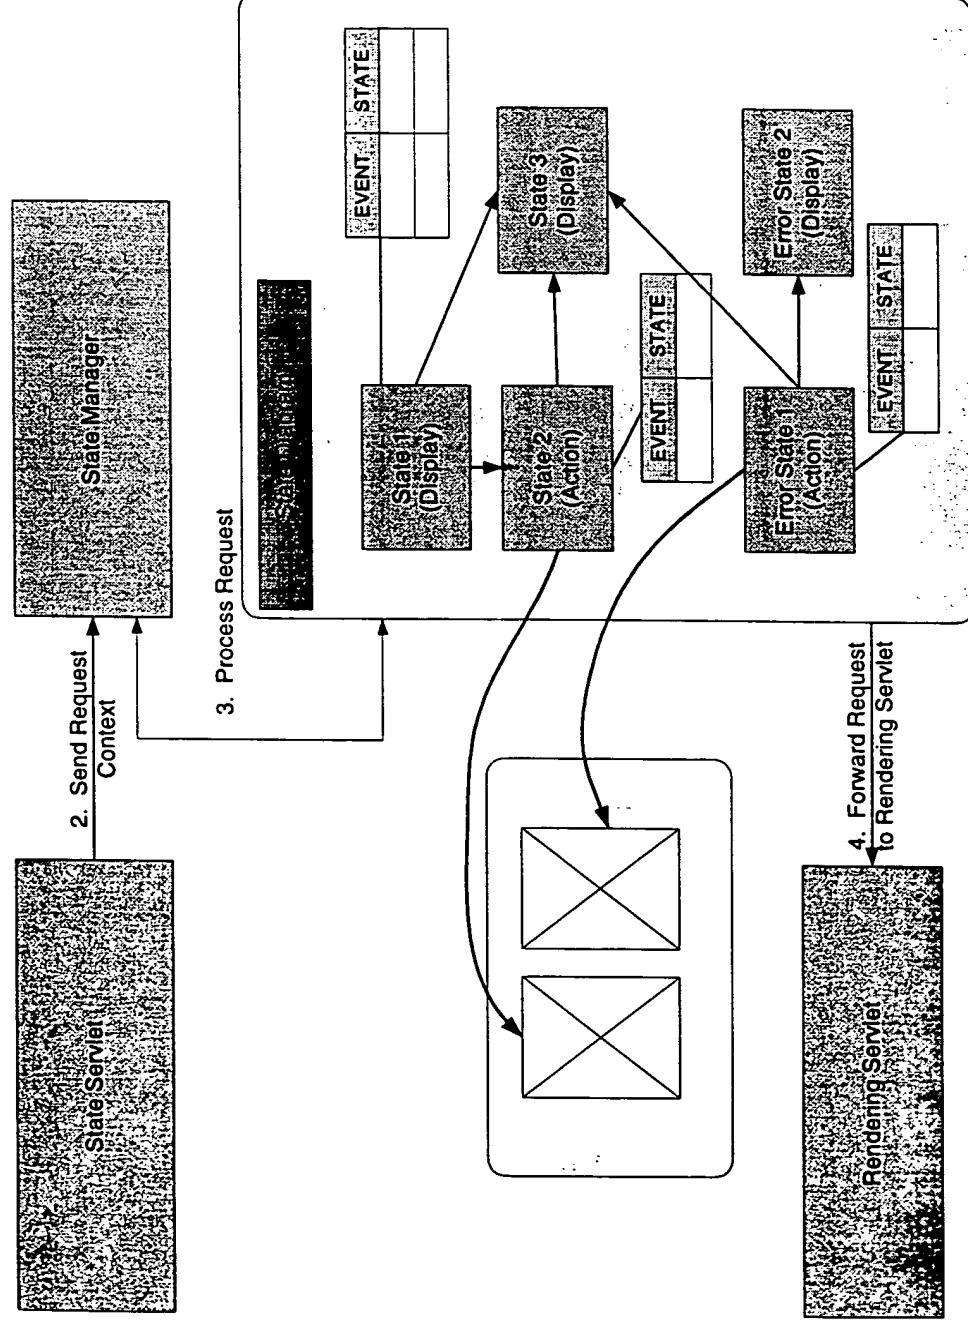 State Servlet
2. Send Request
Context
State Manager
3. Process Request
State Diagram
EVENT STATE
State 1
(Display)
State 2
(Action)
State 3
(Display)
EVENT STATE
Error State 1
(Action)
Error State 2
(Display)
EVENT STATE
4. Forward Request
to Rendering Servlet
Rendering Servlet